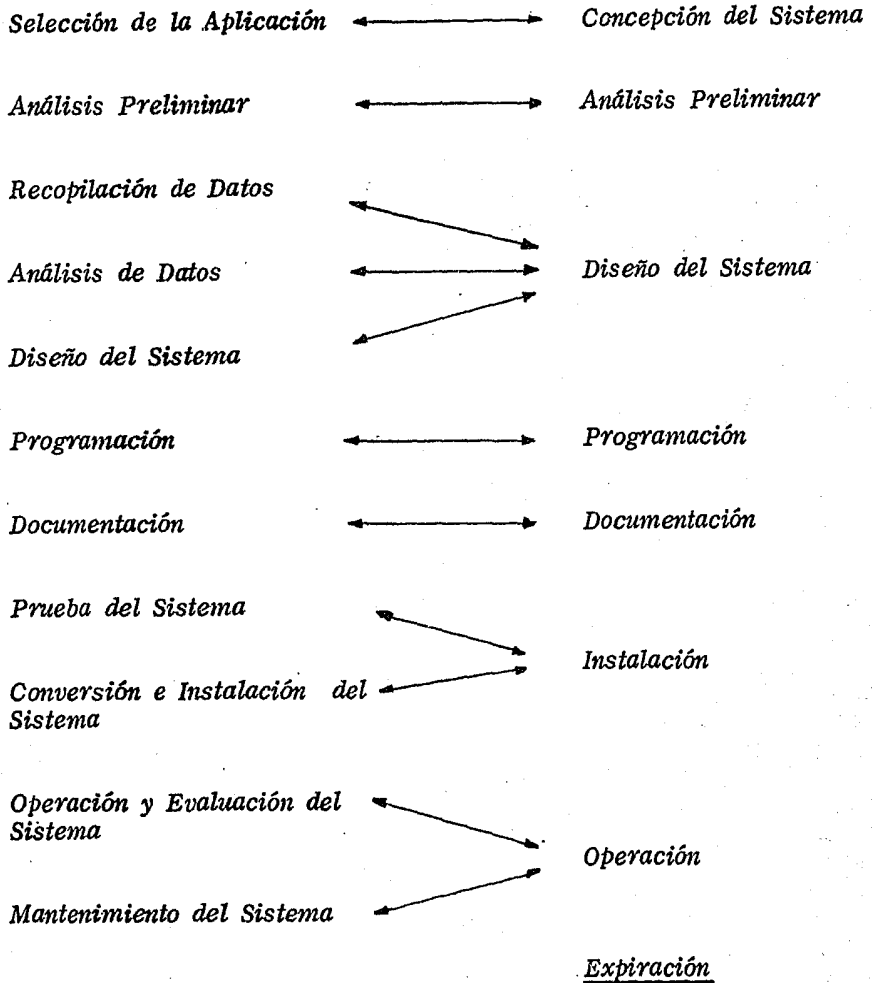 Selección de la Aplicación
Concepción del Sistema
Análisis Preliminar
Análisis Preliminar
Recopilación de Datos
Análisis de Datos
Diseño del Sistema
Diseño del Sistema
Programación
Programación
Documentación
Documentación
Prueba del Sistema
Instalación
Conversión e Instalación del
Sistema
Operación y Evaluación del
Sistema
Operación
Mantenimiento del Sistema
Expiración